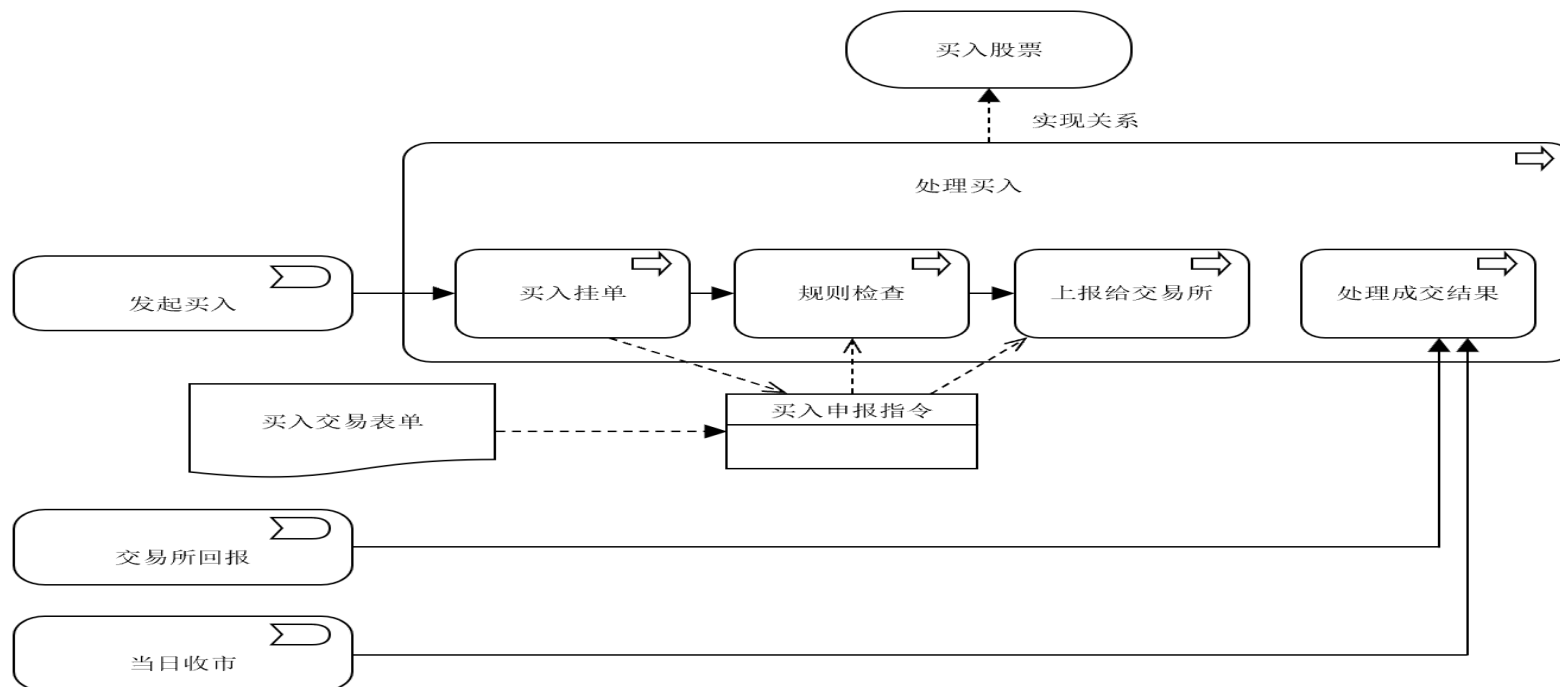 买入股票
实现关系
处理买入
发起买入
买入挂单
规则检查
上报给交易所
处理成交结果
买入交易表单
买入申报指令
交易所回报
当日收市